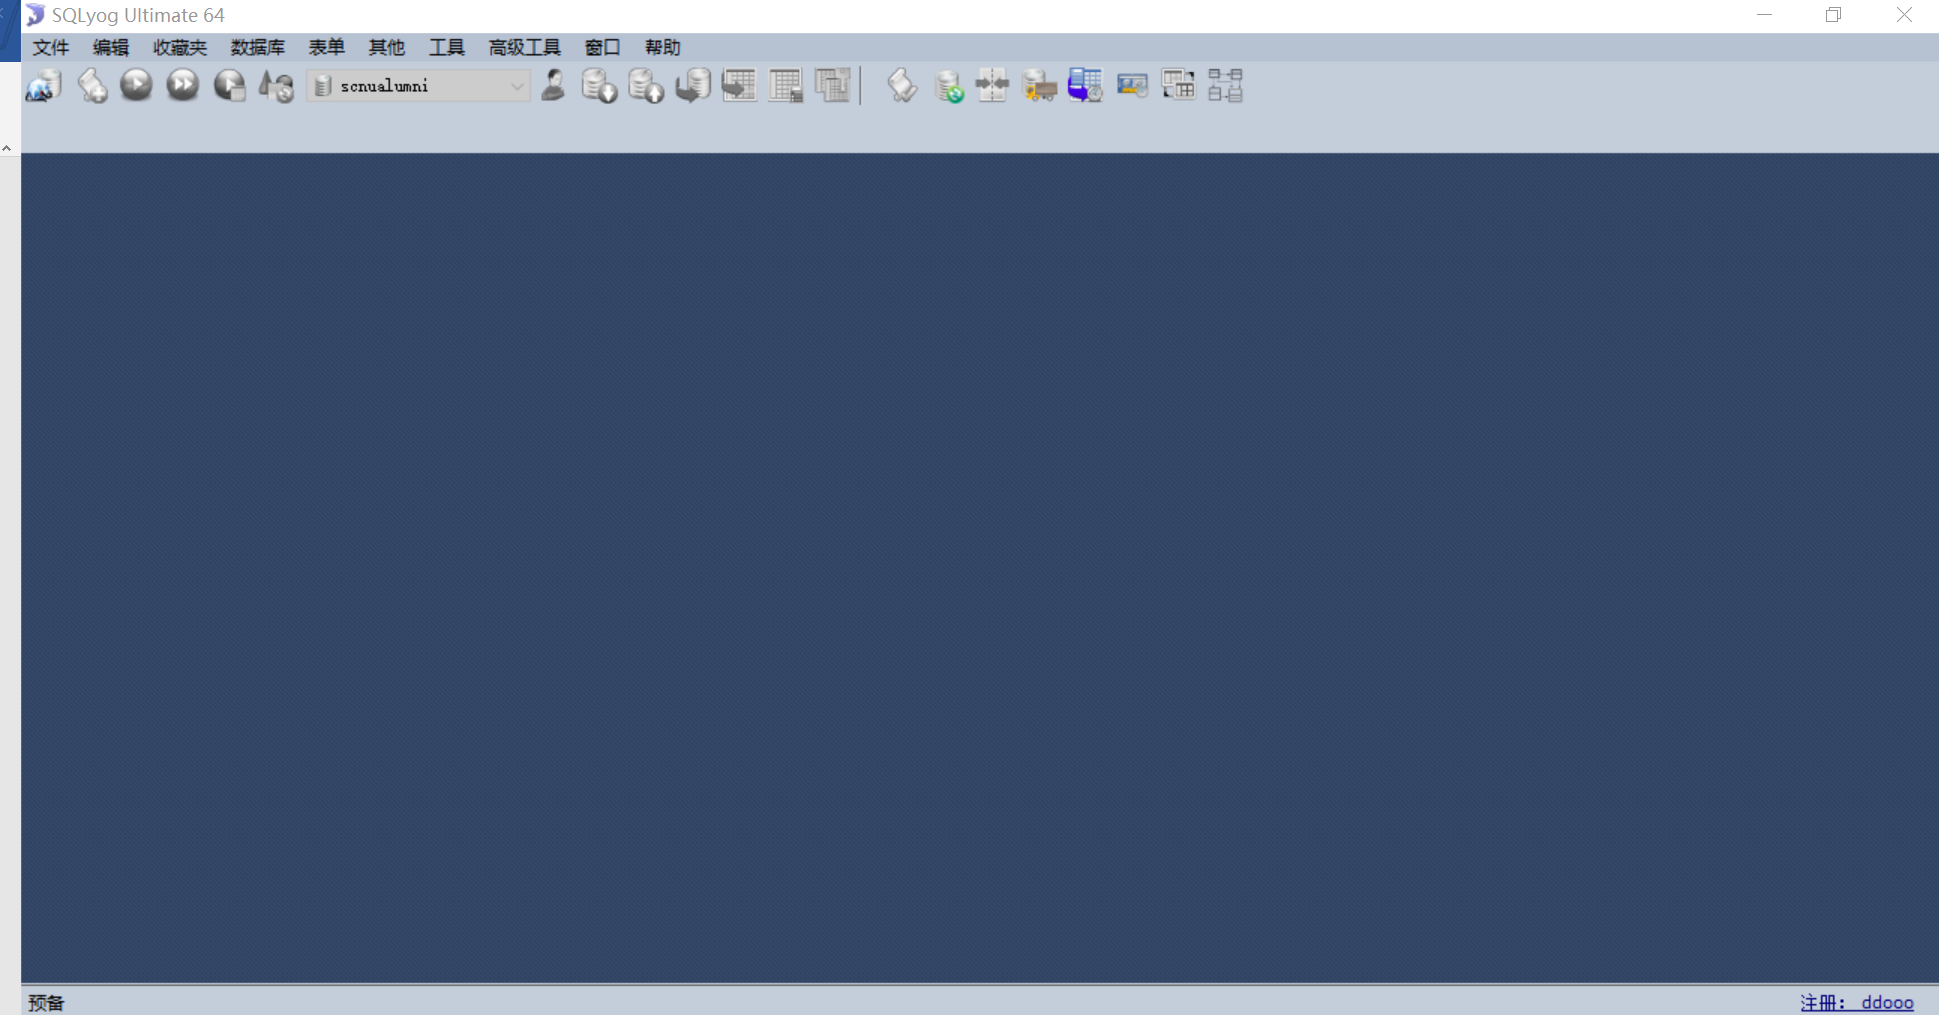 SQLyog Ultimate 64
文件 编辑 收藏夹 数据库 表单 其他 工具 高级工具 窗口 帮助
scnualumni
预备
注册: ddooo